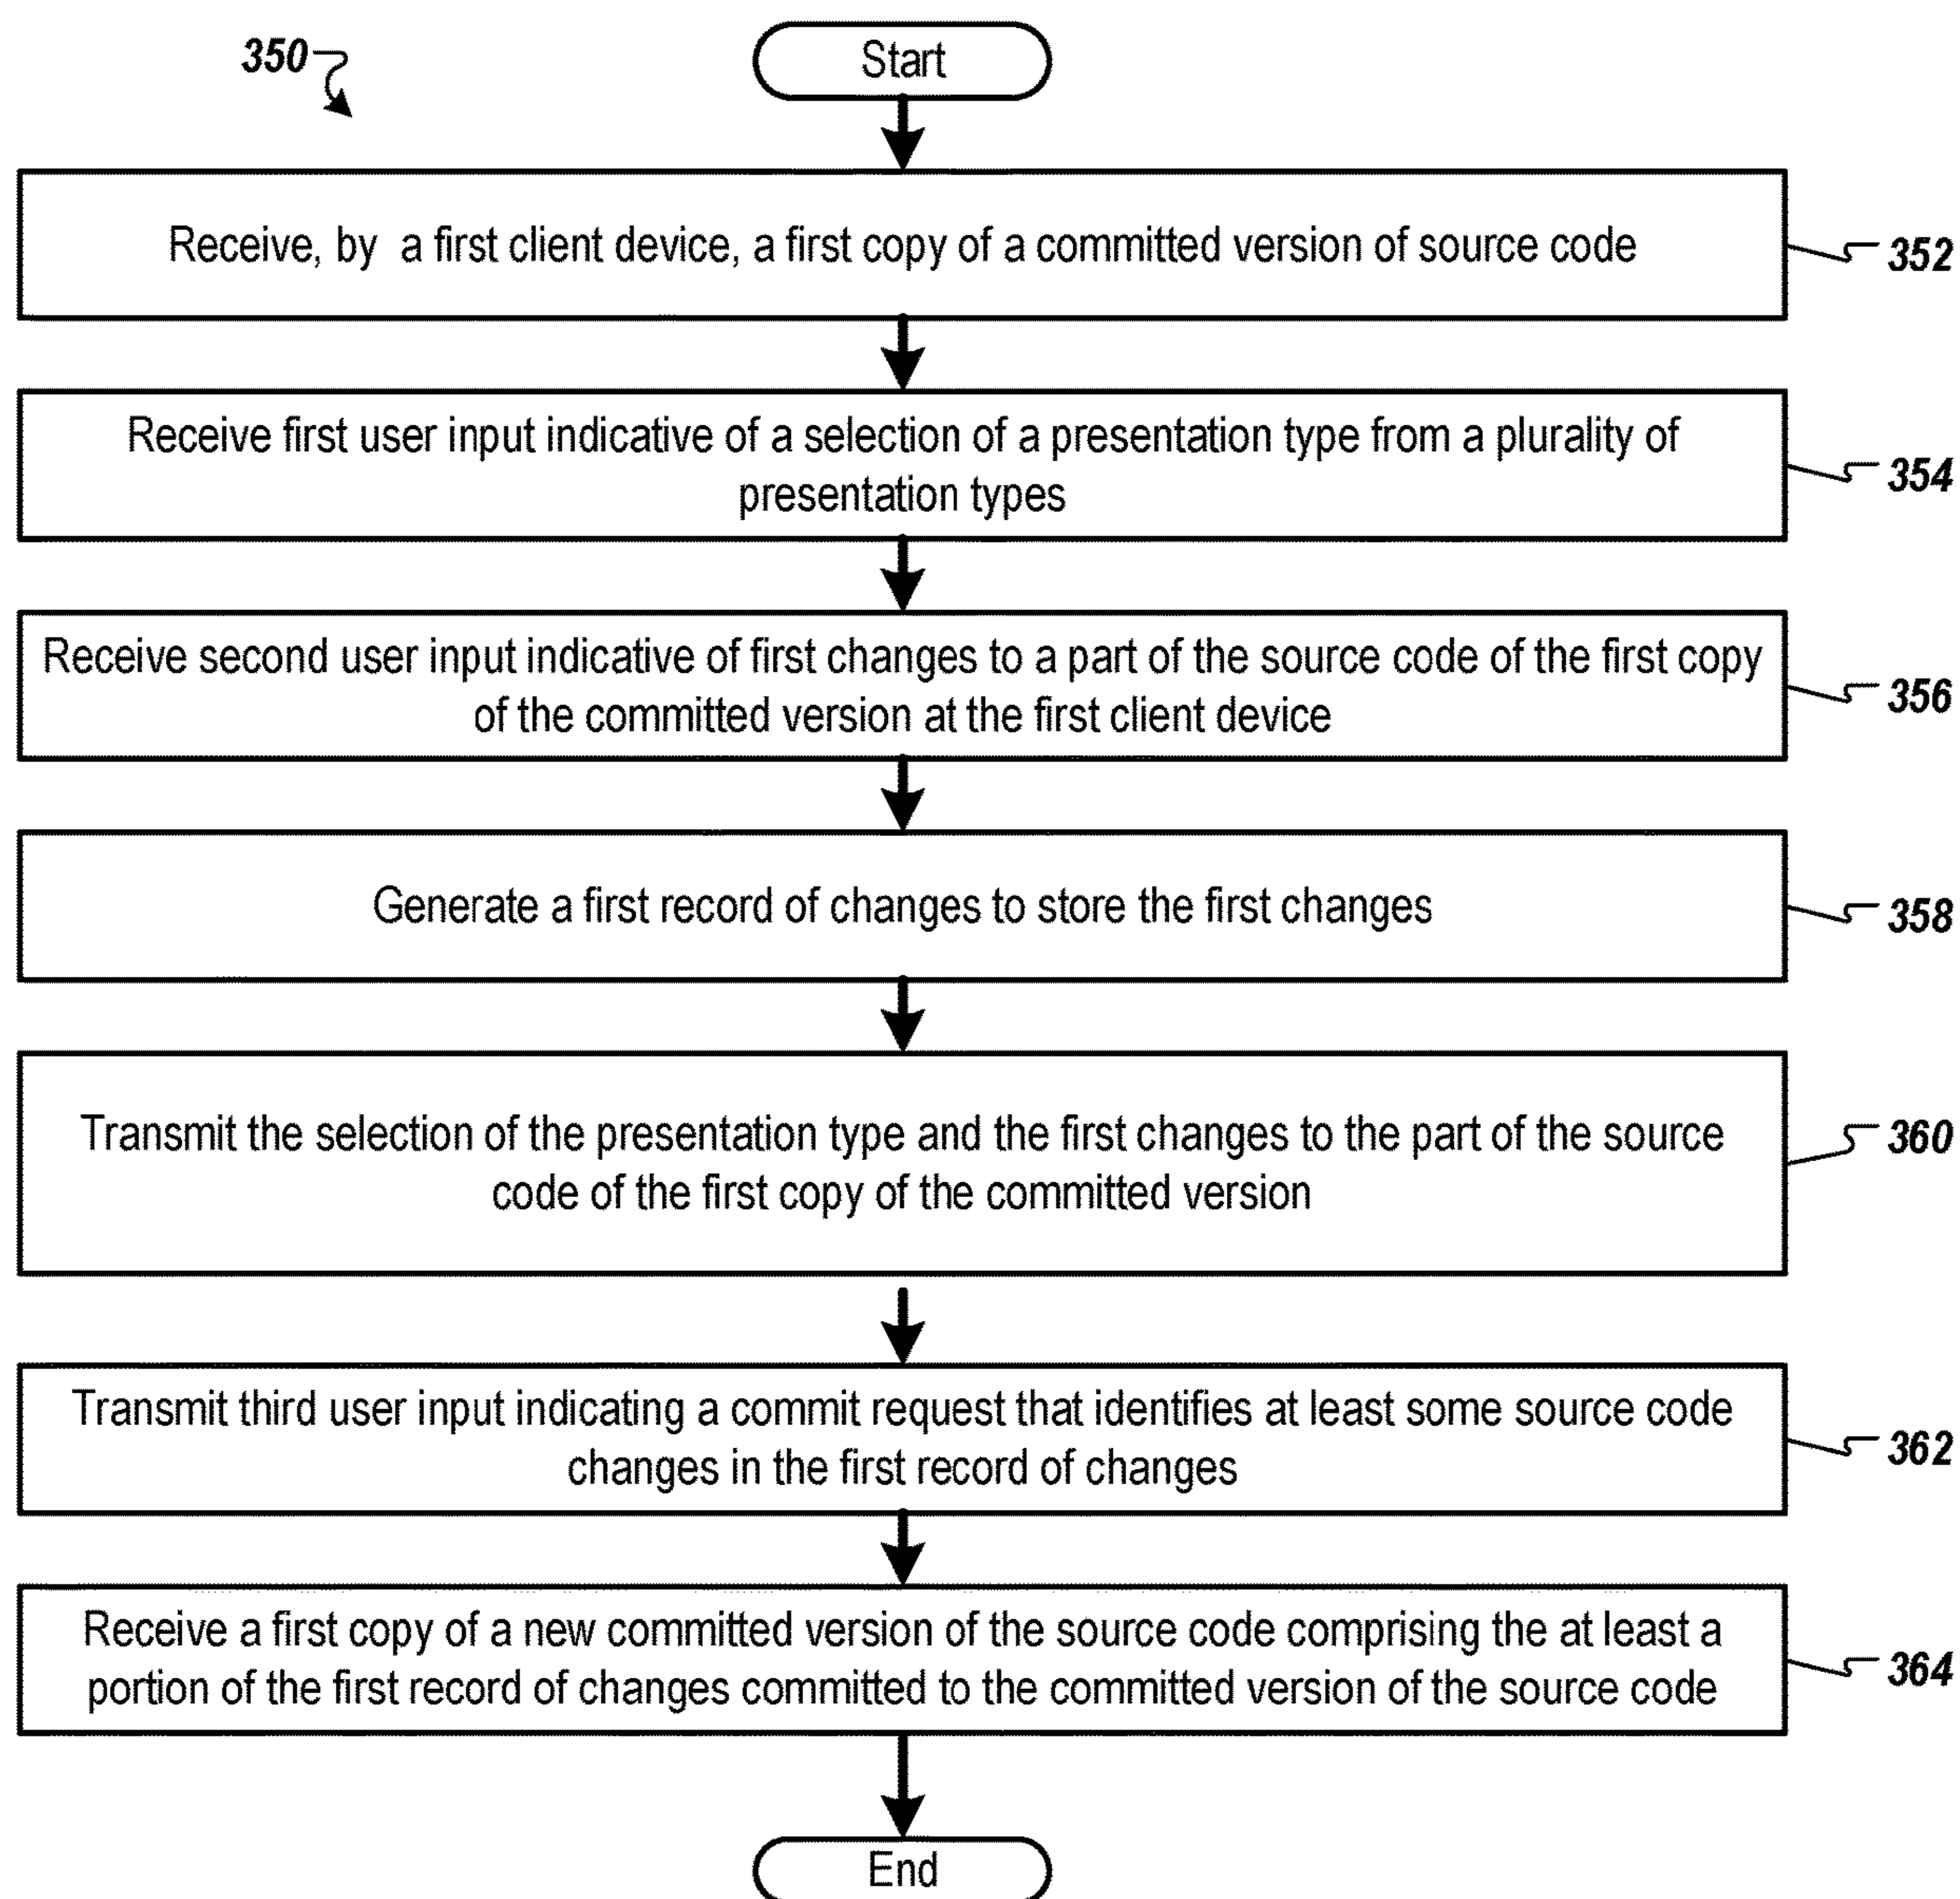 350
Start
Receive, by a first client device, a first copy of a committed version of source code
352
Receive first user input indicative of a selection of a presentation type from a plurality of
presentation types
354
Receive second user input indicative of first changes to a part of the source code of the first copy
of the committed version at the first client device
356
Generate a first record of changes to store the first changes
358
Transmit the selection of the presentation type and the first changes to the part of the source
code of the first copy of the committed version
360
Transmit third user input indicating a commit request that identifies at least some source code
changes in the first record of changes
362
Receive a first copy of a new committed version of the source code comprising the at least a
portion of the first record of changes committed to the committed version of the source code
364
End